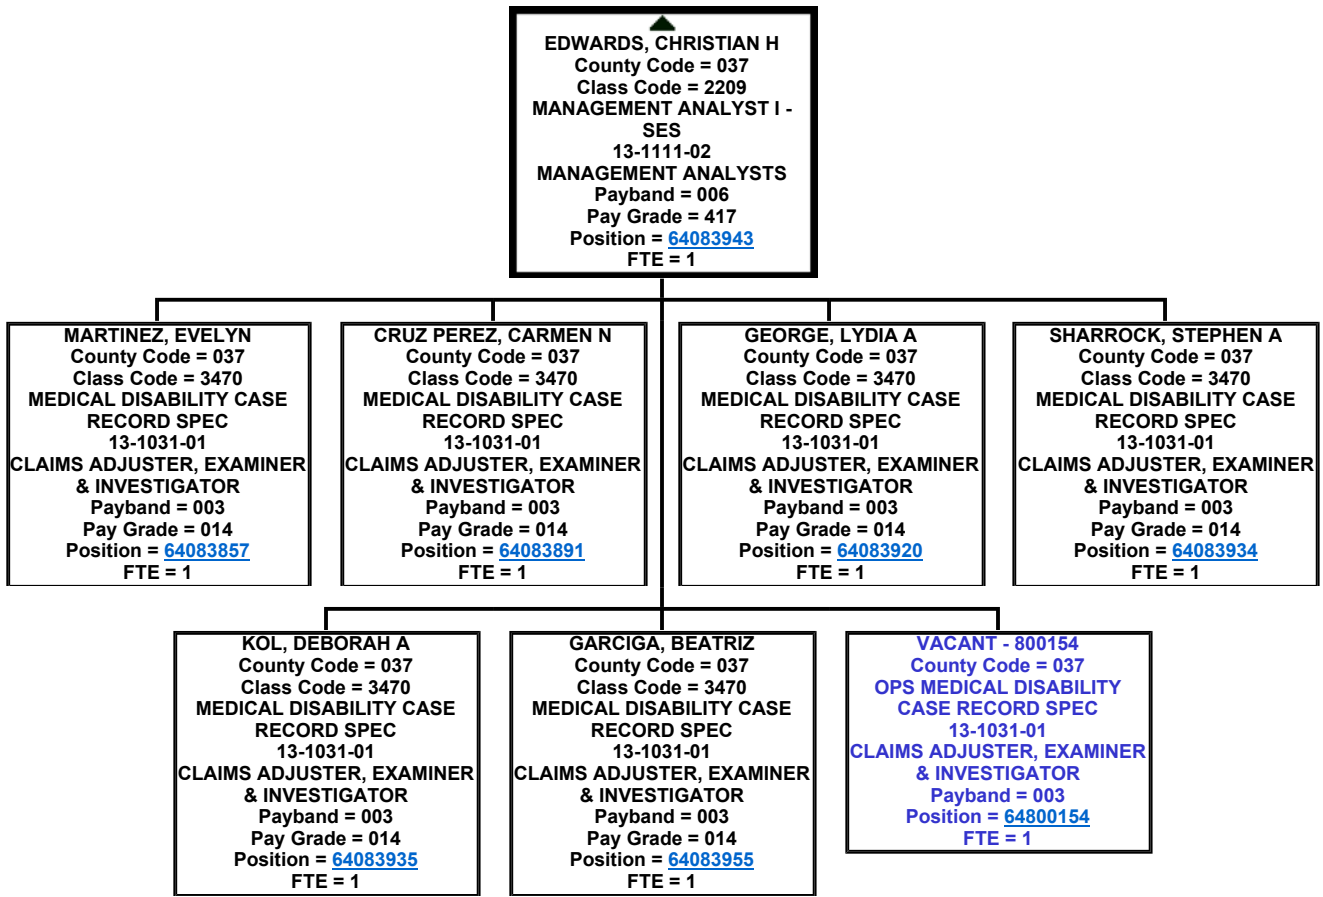 EDWARDS, CHRISTIAN H
County Code = 037
Class Code = 2209
MANAGEMENT ANALYST I -
SES
13-1111-02
MANAGEMENT ANALYSTS
Payband = 006
Pay Grade = 417
Position = 64083943
FTE = 1
MARTINEZ, EVELYN
County Code = 037
Class Code = 3470
MEDICAL DISABILITY CASE
RECORD SPEC
13-1031-01
CLAIMS ADJUSTER, EXAMINER
& INVESTIGATOR
Payband = 003
Pay Grade = 014
Position = 64083857
FTE = 1
CRUZ PEREZ, CARMEN N
County Code = 037
Class Code = 3470
MEDICAL DISABILITY CASE
RECORD SPEC
13-1031-01
CLAIMS ADJUSTER, EXAMINER
& INVESTIGATOR
Payband = 003
Pay Grade = 014
Position = 64083891
FTE = 1
GEORGE, LYDIA A
County Code = 037
Class Code = 3470
MEDICAL DISABILITY CASE
RECORD SPEC
13-1031-01
CLAIMS ADJUSTER, EXAMINER
& INVESTIGATOR
Payband = 003
Pay Grade = 014
Position = 64083920
FTE = 1
SHARROCK, STEPHEN A
County Code = 037
Class Code = 3470
MEDICAL DISABILITY CASE
RECORD SPEC
13-1031-01
CLAIMS ADJUSTER, EXAMINER
& INVESTIGATOR
Payband = 003
Pay Grade = 014
Position = 64083934
FTE = 1
KOL, DEBORAH A
County Code = 037
Class Code = 3470
MEDICAL DISABILITY CASE
RECORD SPEC
13-1031-01
CLAIMS ADJUSTER, EXAMINER
& INVESTIGATOR
Payband = 003
Pay Grade = 014
Position = 64083935
FTE = 1
GARCIGA, BEATRIZ
County Code = 037
Class Code = 3470
MEDICAL DISABILITY CASE
RECORD SPEC
13-1031-01
CLAIMS ADJUSTER, EXAMINER
& INVESTIGATOR
Payband = 003
Pay Grade = 014
Position = 64083955
FTE = 1
VACANT - 800154
County Code = 037
OPS MEDICAL DISABILITY
CASE RECORD SPEC
13-1031-01
CLAIMS ADJUSTER, EXAMINER
& INVESTIGATOR
Payband = 003
Position = 64800154
FTE = 1